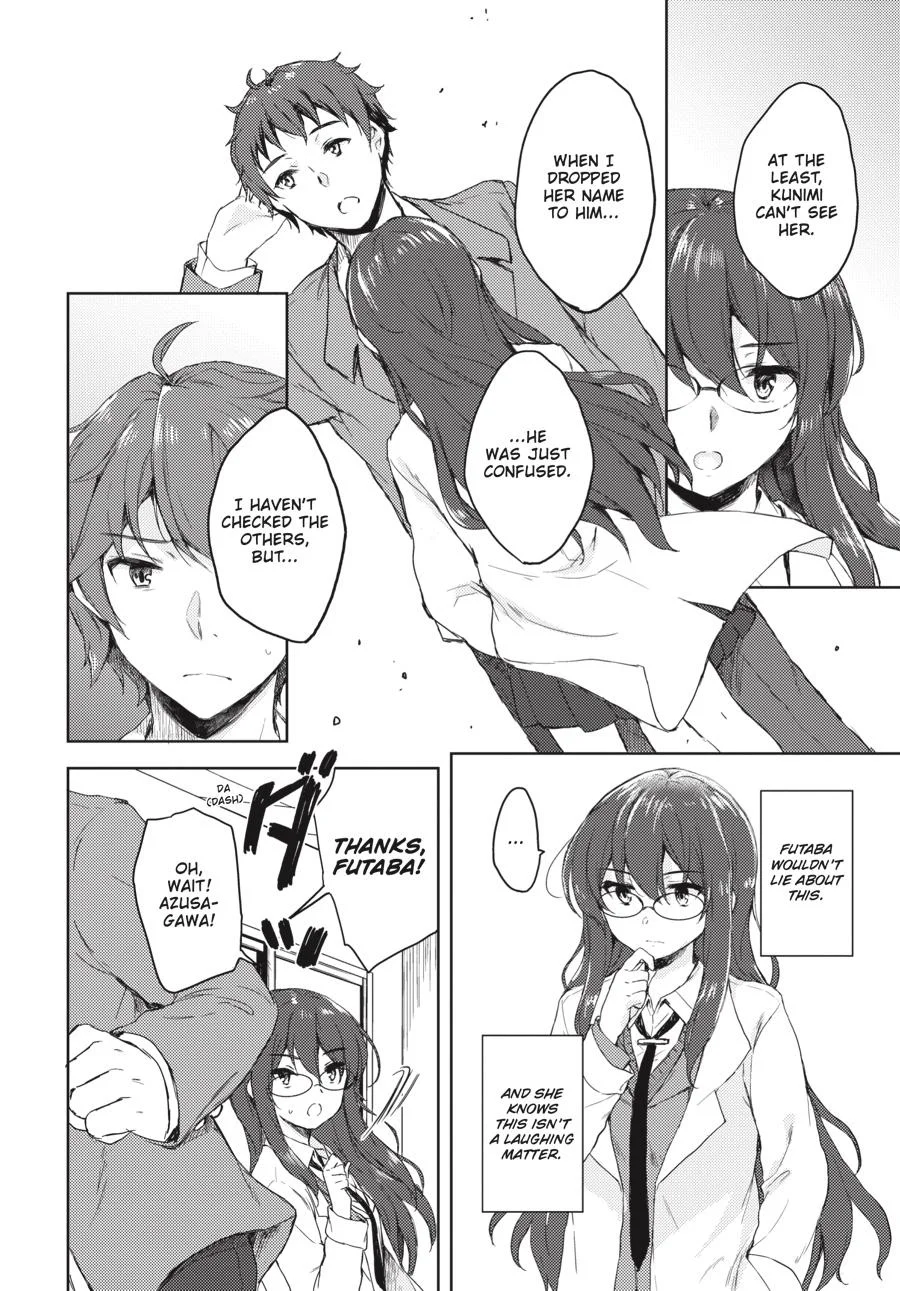 AT THE
LEAST,
KUNIMI
CAN'T SEE
HER.
WHEN I
DROPPED
HER NAME
TO HIM...
...HE
WAS JUST
CONFUSED.
I HAVEN'T
CHECKED THE
OTHERS,
BUT...
FUTABA
WOULDN'T
LIE ABOUT
THIS.
...
AND SHE
KNOWS
THIS ISN'T
A LAUGHING
MATTER.
THANKS,
FUTABA!
ダッ
DA
(DASH)
OH,
WAIT!
AZUSA-
GAWA!